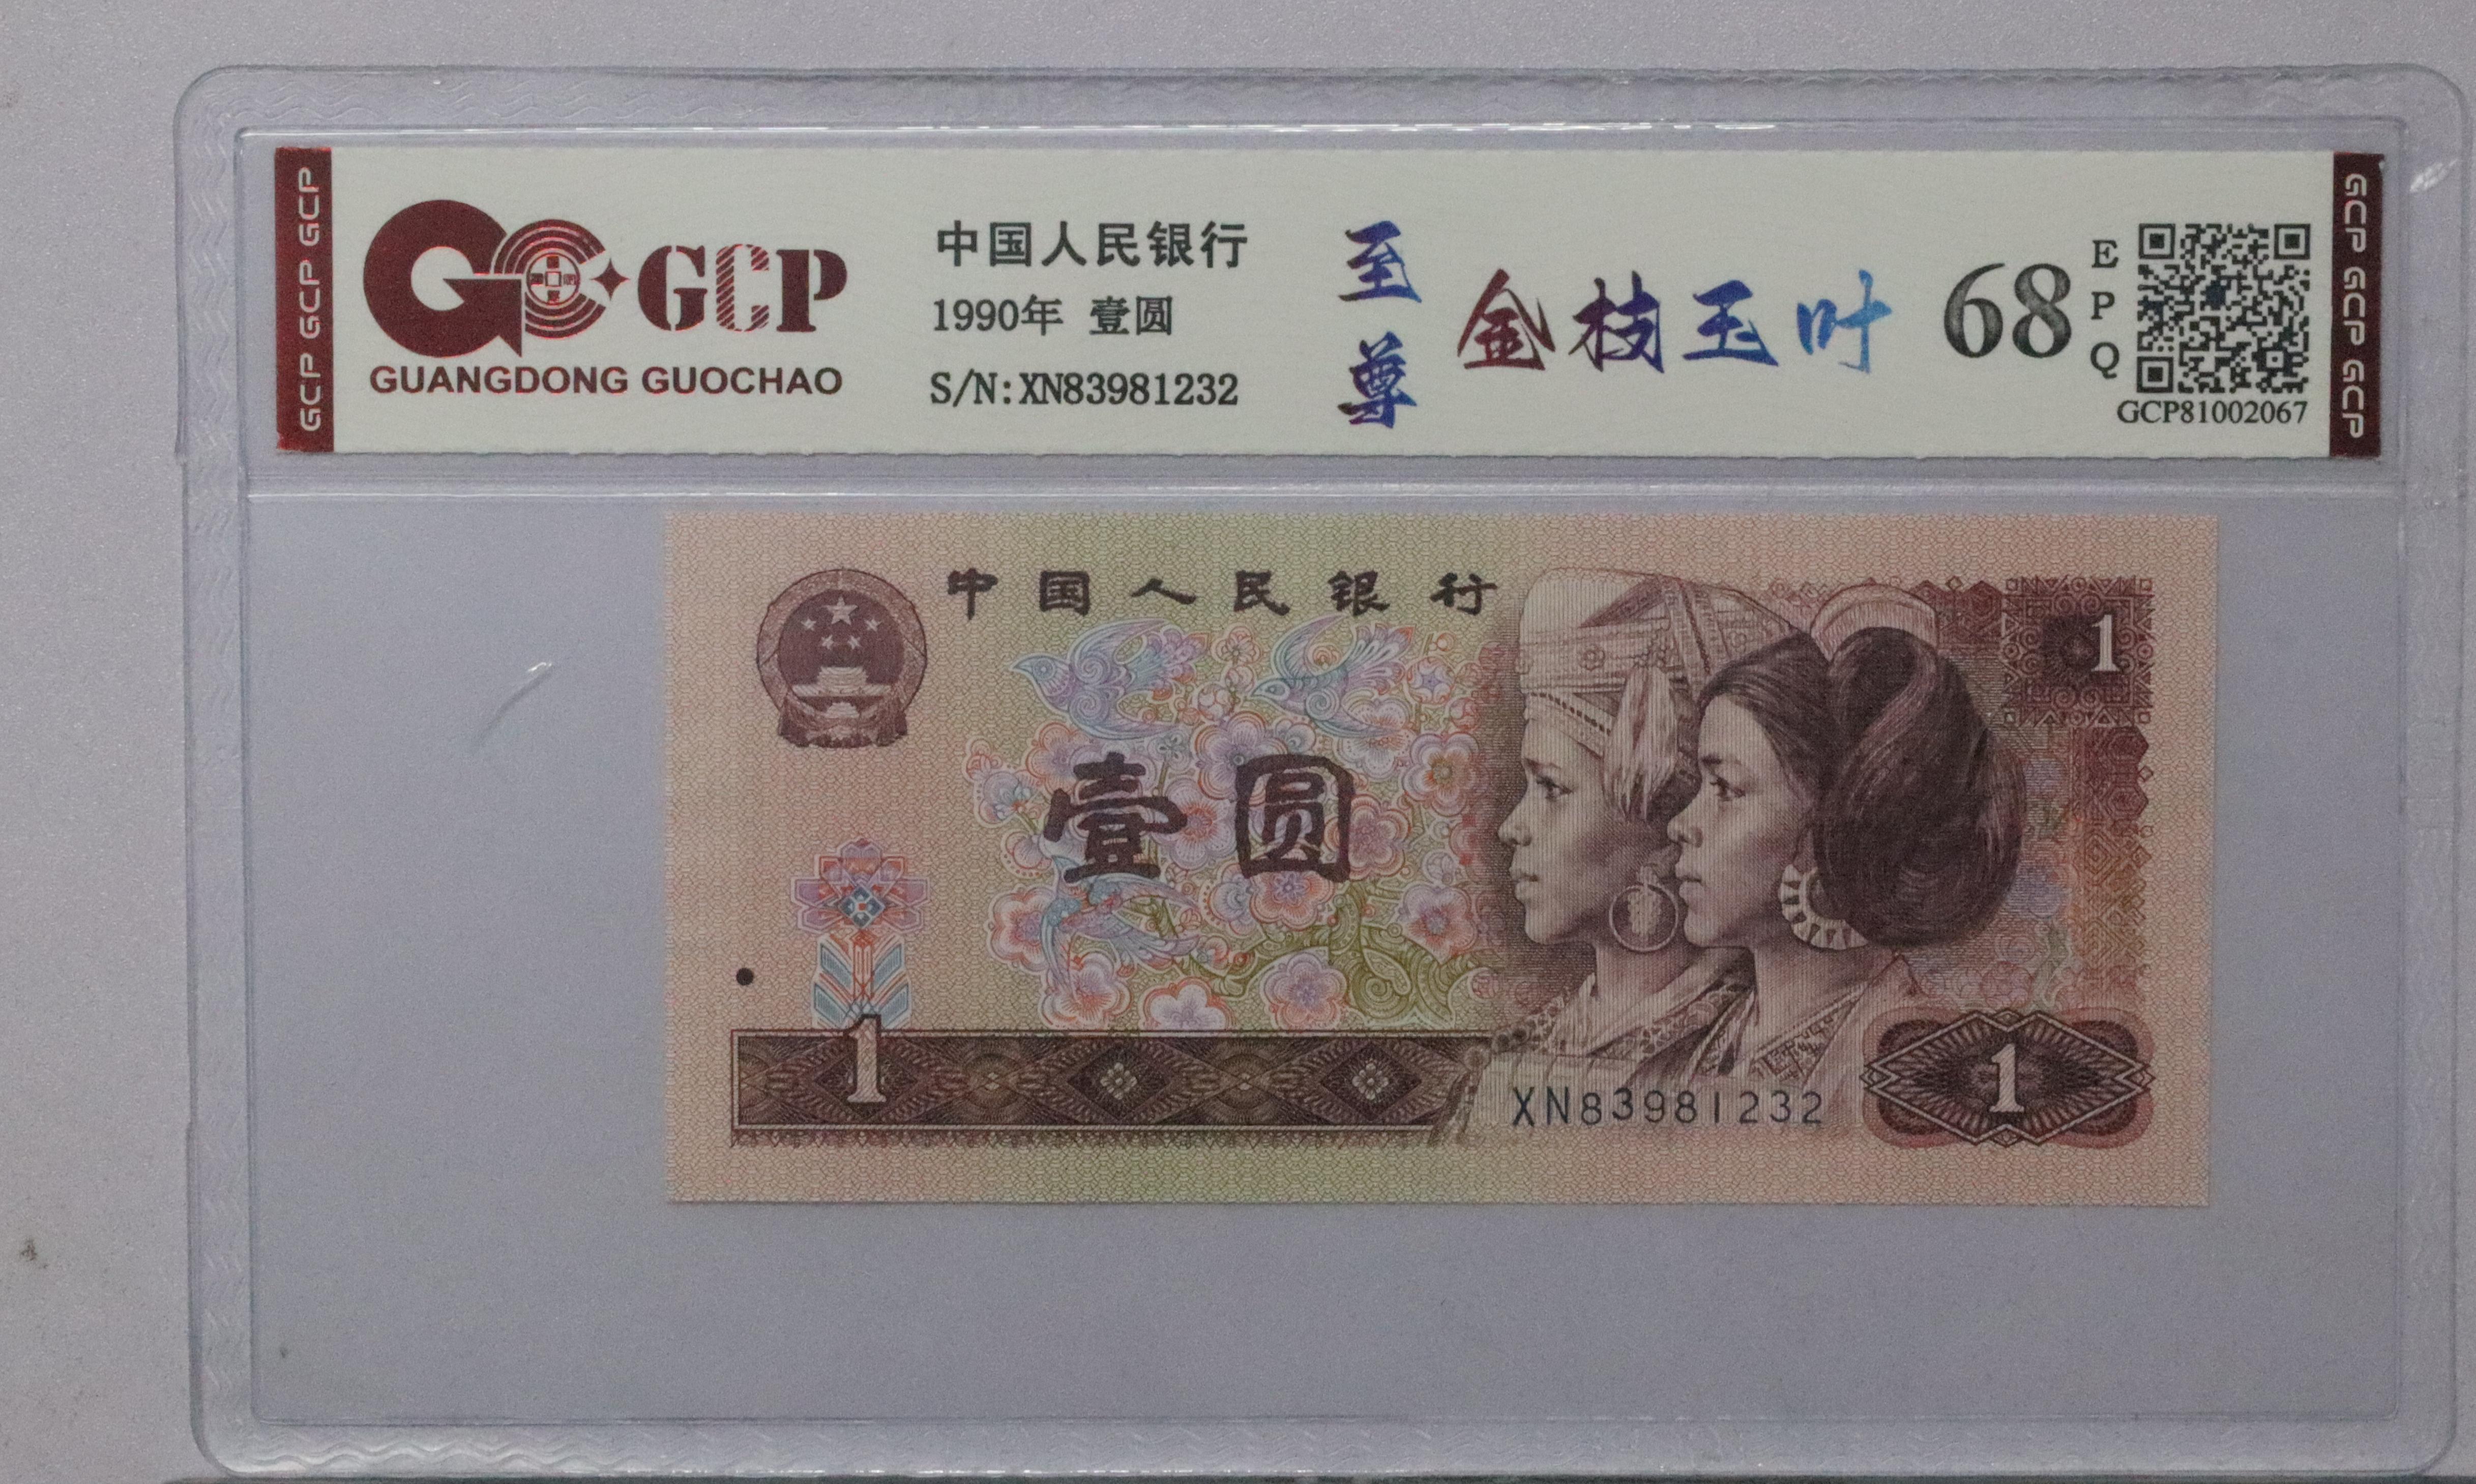 GCP GCP GCP
GCP
GUANGDONG GUOCHAO
中国人民银行
1990年 壹圆
S/N:XN83981232
至尊
金枝玉叶
68
EPQ
GCP81002067
GCP GCP GCP
中国人民银行
1
壹圆
1
XN83981232
1